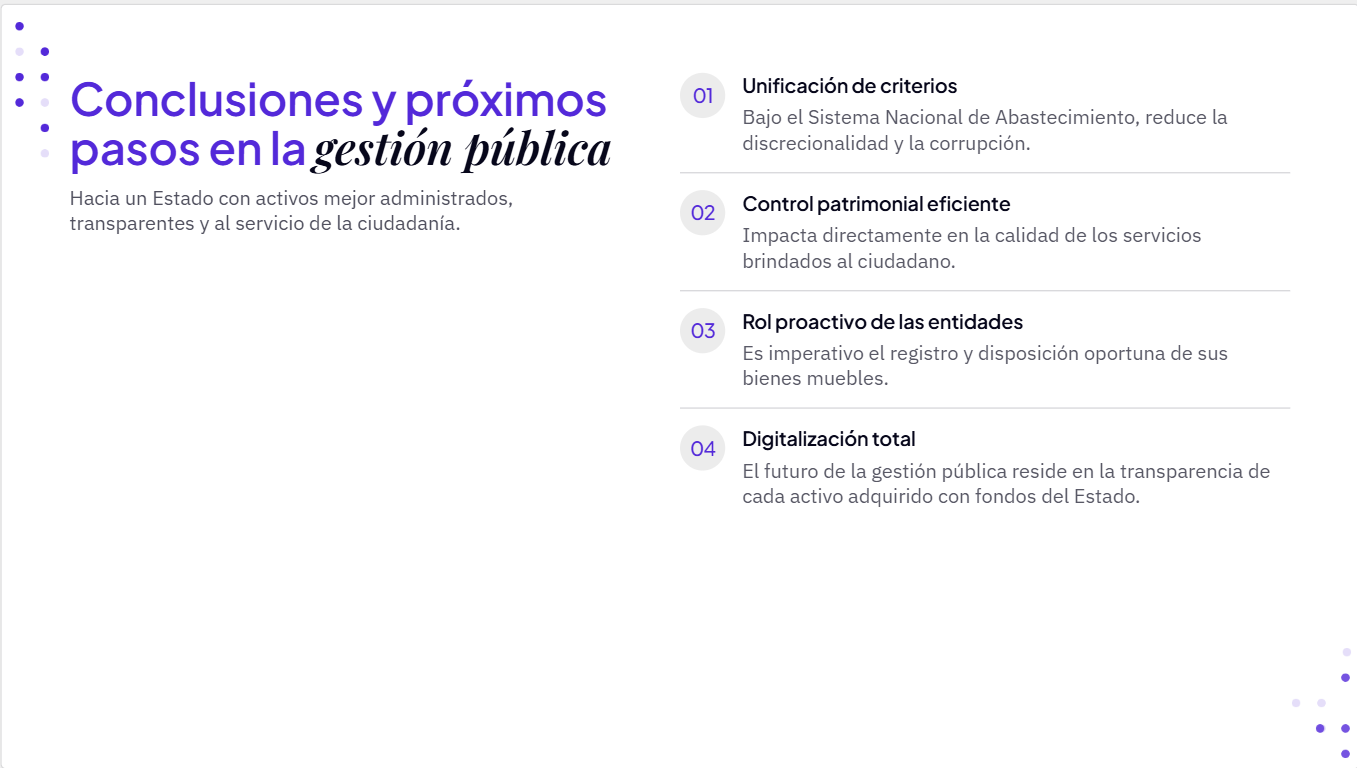 Conclusiones y próximos
pasos en la gestión pública
Hacia un Estado con activos mejor administrados,
transparentes y al servicio de la ciudadanía.
01
Unificación de criterios
Bajo el Sistema Nacional de Abastecimiento, reduce la
discrecionalidad y la corrupción.
02
Control patrimonial eficiente
Impacta directamente en la calidad de los servicios
brindados al ciudadano.
03
Rol proactivo de las entidades
Es imperativo el registro y disposición oportuna de sus
bienes muebles.
04
Digitalización total
El futuro de la gestión pública reside en la transparencia de
cada activo adquirido con fondos del Estado.